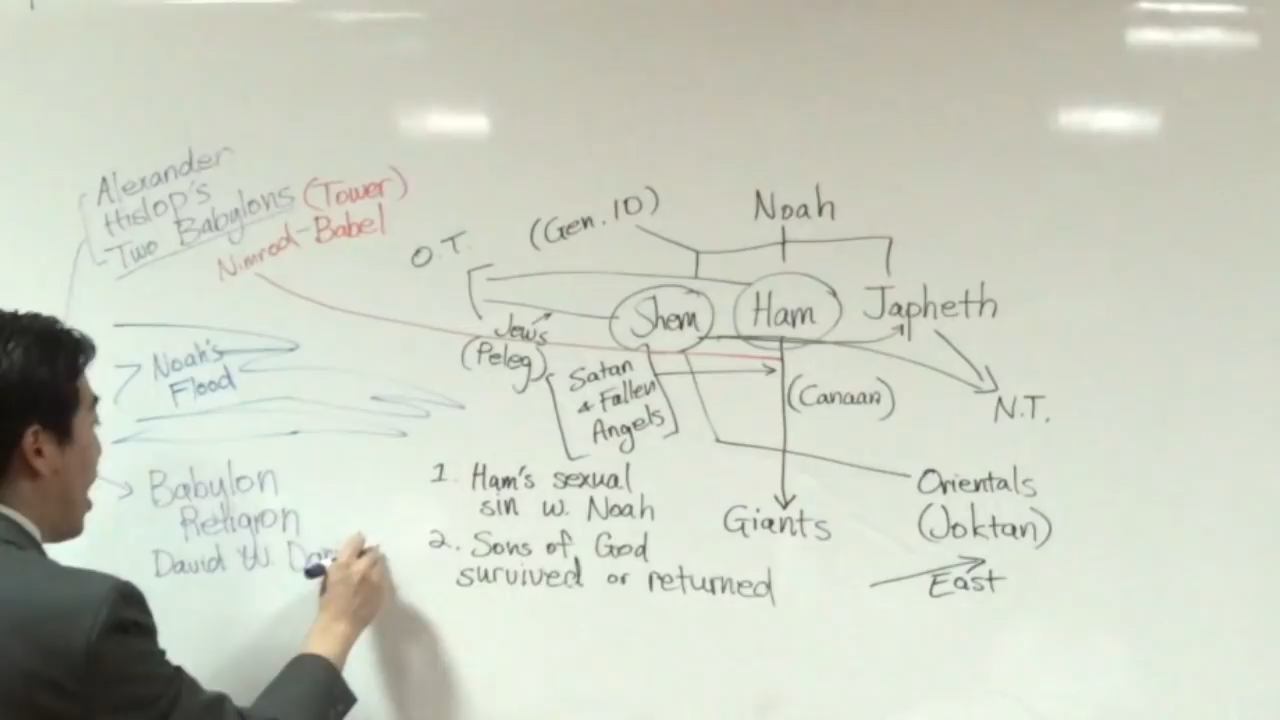 Alexander
Hislop's
Two Babylons (Tower)
Nimrod-Babel
O.T.
(Gen. 10)
Noah
Shem
Ham
Japheth
Jews
(Peleg)
Satan
& Fallen
Angels
(Canaan)
N.T.
Noah's
Flood
Babylon
Religion
David W.
1. Ham's sexual
sin w. Noah
2. Sons of God
survived or returned
Giants
Orientals
(Joktan)
East